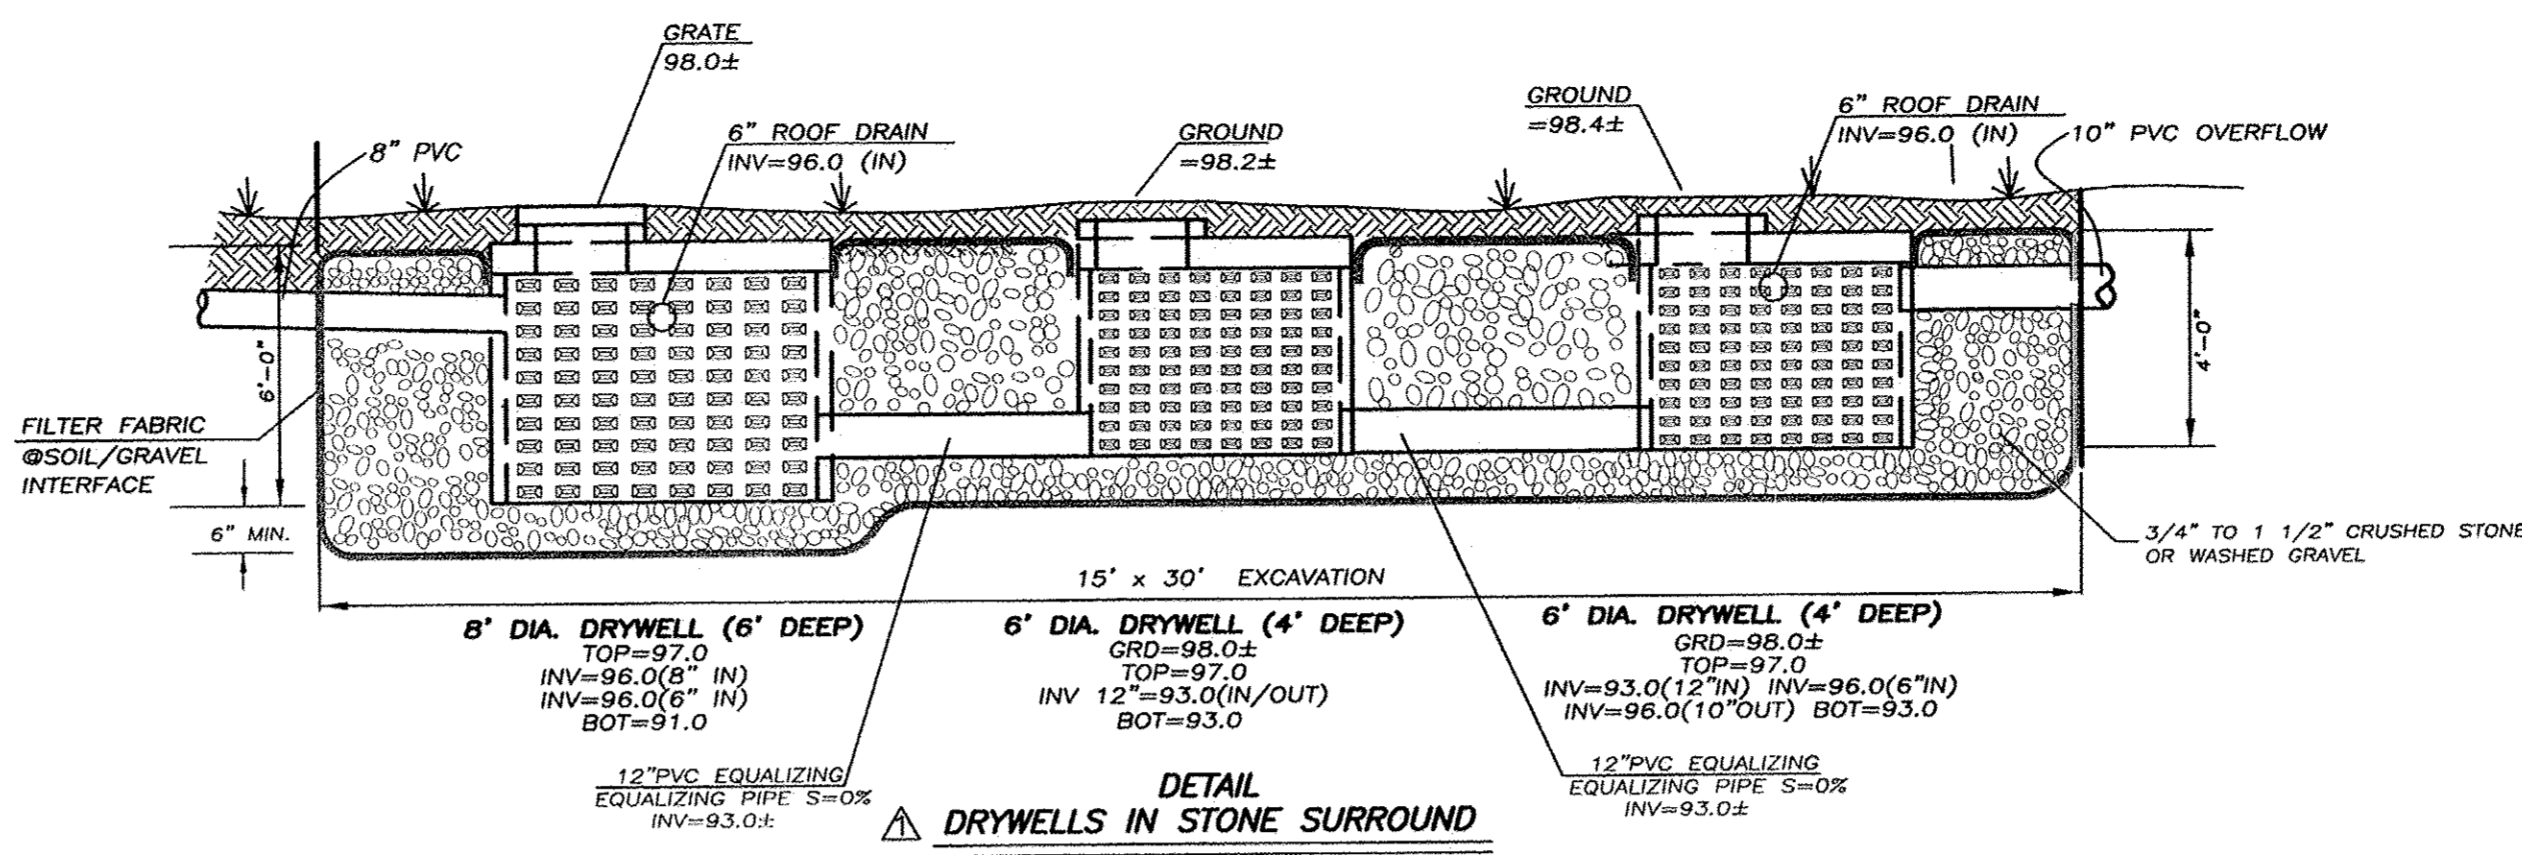 GRATE
98.0±
8" PVC
6" ROOF DRAIN
INV=96.0 (IN)
GROUND
=98.2±
GROUND
=98.4±
6" ROOF DRAIN
INV=96.0 (IN)
10" PVC OVERFLOW
6'-0"
4'-0"
FILTER FABRIC
@SOIL/GRAVEL
INTERFACE
6" MIN.
3/4" TO 1 1/2" CRUSHED STONE
OR WASHED GRAVEL
15' x 30' EXCAVATION
8' DIA. DRYWELL (6' DEEP)
TOP=97.0
INV=96.0(8" IN)
INV=96.0(6" IN)
BOT=91.0
6' DIA. DRYWELL (4' DEEP)
GRD=98.0±
TOP=97.0
INV 12"=93.0(IN/OUT)
BOT=93.0
6' DIA. DRYWELL (4' DEEP)
GRD=98.0±
TOP=97.0
INV=93.0(12"IN) INV=96.0(6"IN)
INV=96.0(10"OUT) BOT=93.0
12"PVC EQUALIZING
EQUALIZING PIPE S=0%
INV=93.0±
12"PVC EQUALIZING
EQUALIZING PIPE S=0%
INV=93.0±
DETAIL
1 DRYWELLS IN STONE SURROUND